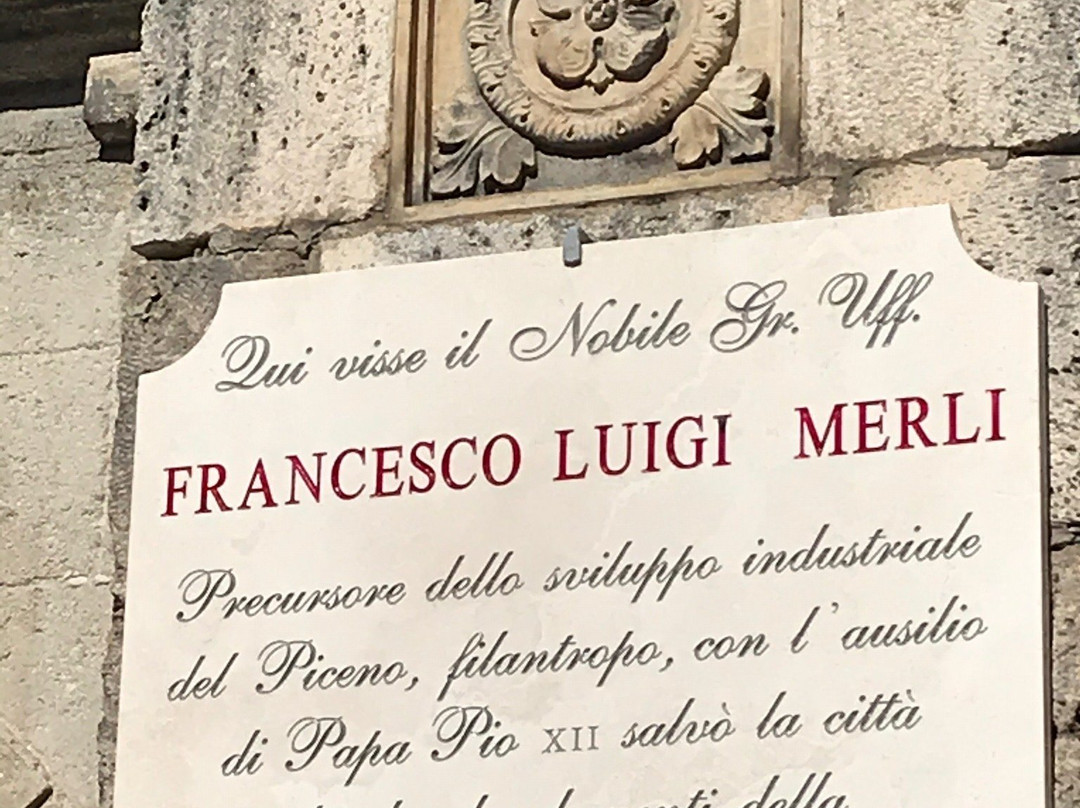 Qui visse il Nobile Gr. Uff.
FRANCESCO LUIGI MERLI
Precursore dello sviluppo industriale
del Piceno, filantropo, con l'ausilio
di Papa Pio XII salvò la città
della